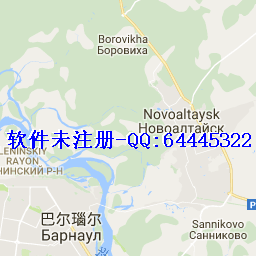 Borovikha
Боровиха
Novoaltaysk
Новоалтайск
软件未注册-QQ:64445322
LENINSKIY
RAYON
НИНСКИЙ Р-Н
巴尔瑙尔
Барнаул
Sannikovo
Санниково